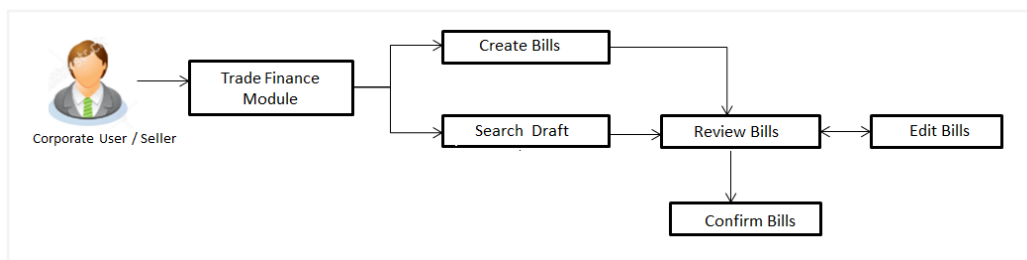 Corporate User / Seller
Trade Finance
Module
Create Bills
Search Draft
Review Bills
Edit Bills
Confirm Bills